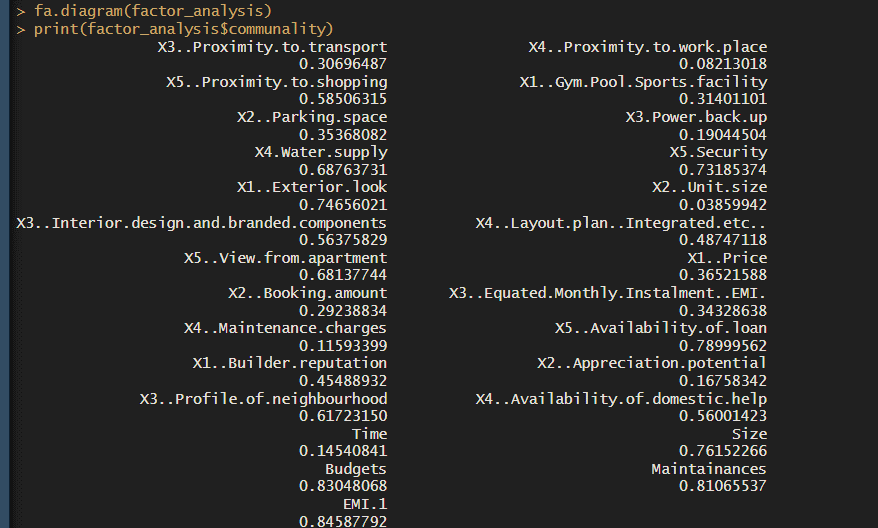 > fa.diagram(factor_analysis)
> print(factor_analysis$communality)
X3..Proximity.to.transport X4..Proximity.to.work.place
0.30696487 0.08213018
X5..Proximity.to.shopping X1..Gym.Pool.Sports.facility
0.58506315 0.31401101
X2..Parking.space X3.Power.back.up
0.35368082 0.19044504
X4.Water.supply X5.Security
0.68763731 0.73185374
X1..Exterior.look X2..Unit.size
0.74656021 0.03859942
X3..Interior.design.and.branded.components X4..Layout.plan..Integrated.etc..
0.56375829 0.48747118
X5..View.from.apartment X1..Price
0.68137744 0.36521588
X2..Booking.amount X3..Equated.Monthly.Instalment..EMI.
0.29238834 0.34328638
X4..Maintenance.charges X5..Availability.of.loan
0.11593399 0.78999562
X1..Builder.reputation X2..Appreciation.potential
0.45488932 0.16758342
X3..Profile.of.neighbourhood X4..Availability.of.domestic.help
0.61723150 0.56001423
Time Size
0.14540841 0.76152266
Budgets Maintainances
0.83048068 0.81065537
EMI.1
0.84587792